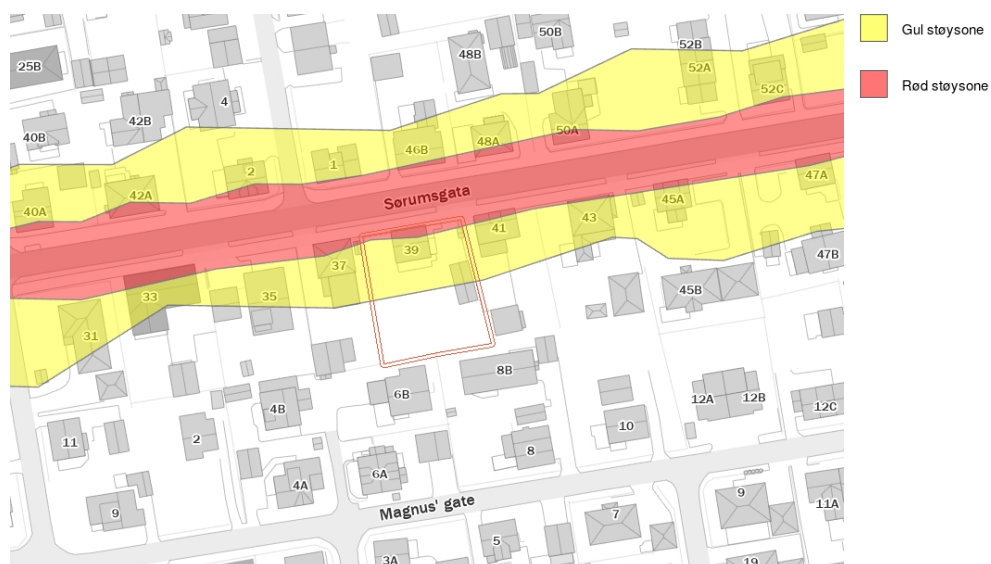 Gul støysone
Rød støysone
50B
52B
48B
25B
52A
52C
4
42B
50A
40B
48A
46B
1
2
47A
42A
Sørumsgata
45A
40A
43
41
39
47B
37
45B
33
35
31
8B
6B
12A
12B
12C
4B
10
2
11
8
6A
4A
9
11A
Magnus' gate
9
7
5
3A
19